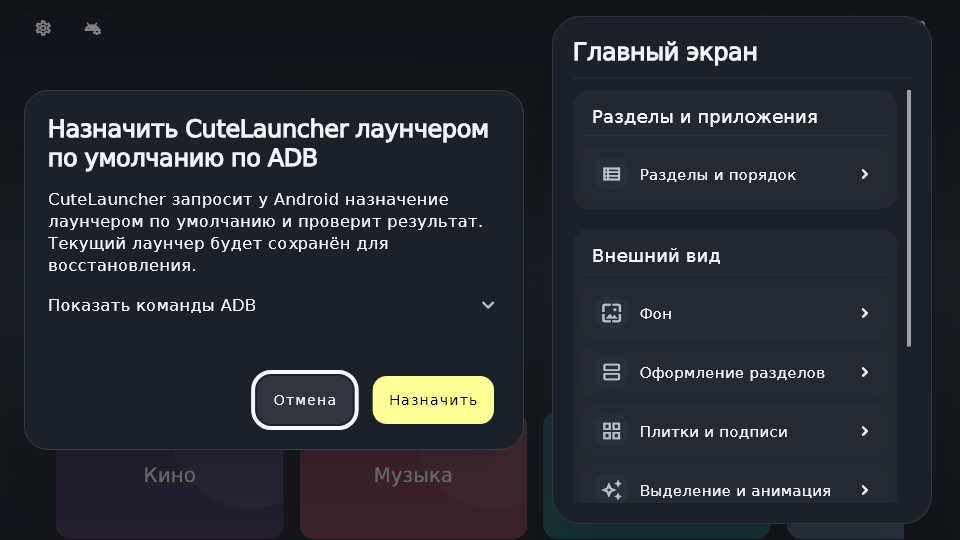 Главный экран
Назначить CuteLauncher лаунчером
по умолчанию по ADB
CuteLauncher запросит у Android назначение
лаунчером по умолчанию и проверит результат.
Текущий лаунчер будет сохранён для
восстановления.
Показать команды ADB
Отмена
Назначить
Разделы и приложения
Разделы и порядок
Внешний вид
Фон
Оформление разделов
Плитки и подписи
Выделение и анимация
Кино
Музыка